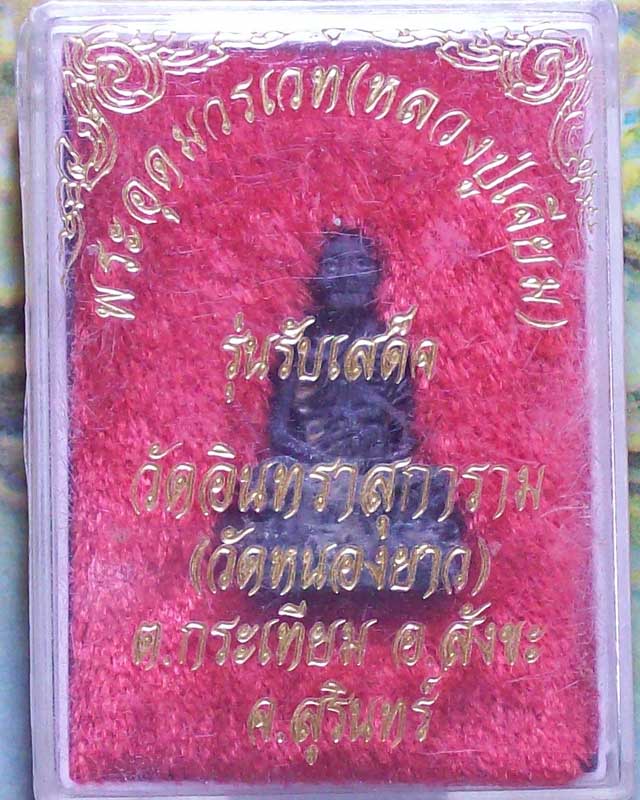 พระอุดมวรเวท(หลวงปู่เจียม)
รุ่นรับเสด็จ
วัดอินทราสุการาม
(วัดหนองยาว)
ต.กระเทียม อ.สังขะ
จ.สุรินทร์